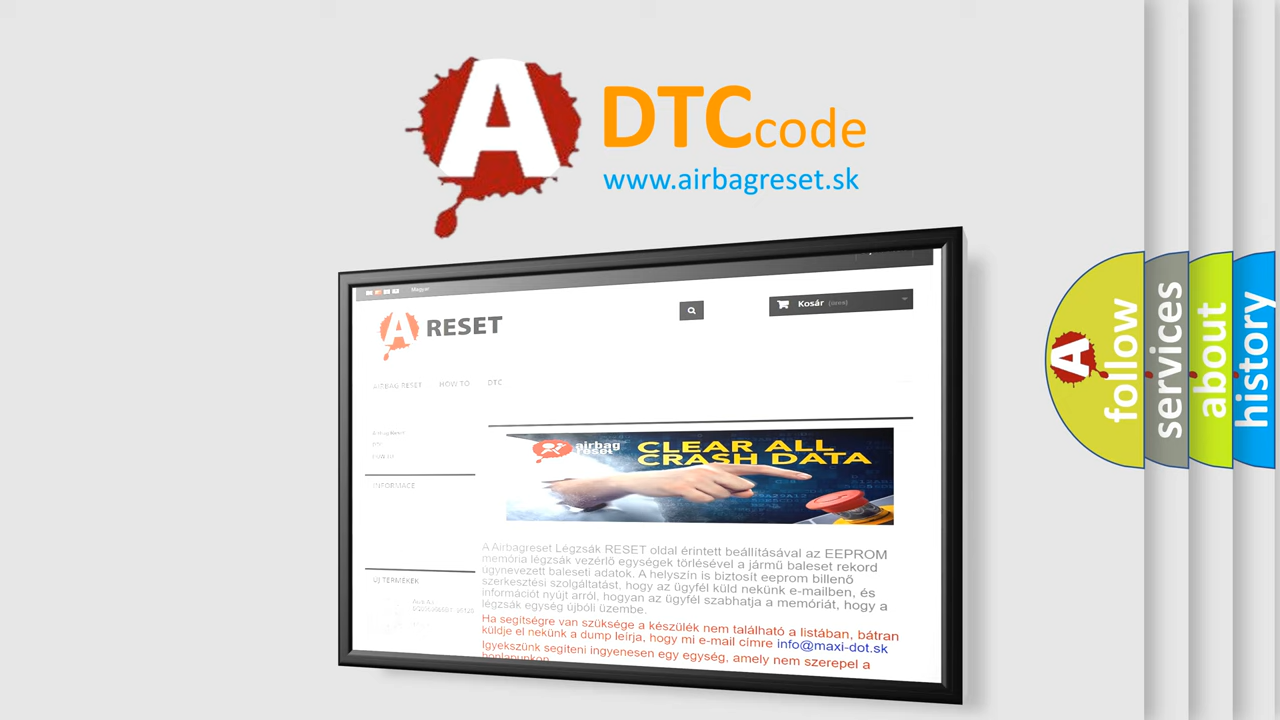 A DTC code
www.airbagreset.sk
Magyar
A RESET
Kosár (üres)
AIRBAG RESET HOW TO DTC
INFORMACE
airbag
reset
CLEAR ALL
CRASH DATA
A Airbagreset Légzsák RESET oldal érintett beállításával az EEPROM
memória légzsák vezérlő egységek törlésével a jármű baleset rekord
úgynevezett baleseti adatok. A helyszín is biztosít eeprom billenő
szerkesztési szolgáltatást, hogy az ügyfél küld nekünk e-mailben, és
információt nyújt arról, hogyan az ügyfél szabhatja a memóriát, hogy a
légzsák egység újbóli üzembe.
Ha segítségre van szüksége a készülék nem található a listában, bátran
küldje el nekünk a dump leírja, hogy mi e-mail címre info@maxi-dot.sk
Igyekszünk segíteni ingyenesen egy egység, amely nem szerepel a
honlapunkon
ÚJ TERMÉKEK
A follow
services
about
history